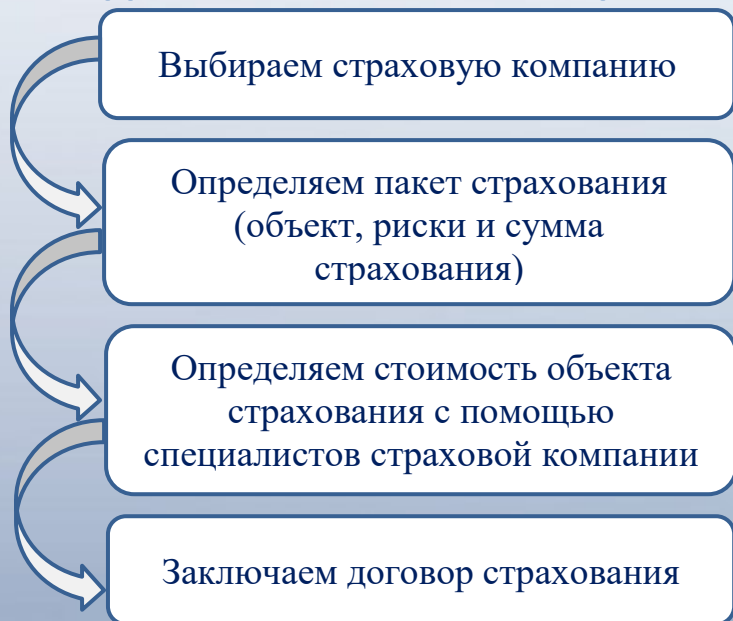 Выбираем страховую компанию
Определяем пакет страхования
(объект, риски и сумма
страхования)
Определяем стоимость объекта
страхования с помощью
специалистов страховой компании
Заключаем договор страхования